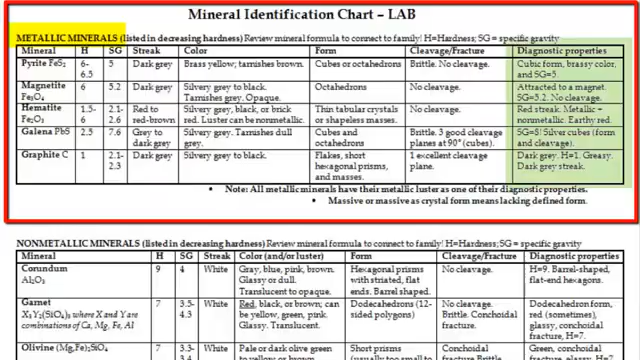 Mineral Identification Chart – LAB
METALLIC MINERALS (listed in decreasing hardness) Review mineral formula to connect to family! H=Hardness; SG = specific gravity
Mineral H SG Streak Color Form Cleavage/Fracture Diagnostic properties
Pyrite FeS₂ 6- 5 Dark grey Brass yellow; tarnishes brown. Cubes or octahedrons Brittle. No cleavage. Cubic form, brassy color,
6.5 and SG=5
Magnetite 6 5.2 Dark grey Silvery grey to black. Octahedrons No cleavage. Attracted to a magnet.
Fe₃O₄ Tarnishes grey. Opaque. SG=5.2. No cleavage.
Hematite 1.5- 2.1- Red to Silvery grey, black, or brick Thin tabular crystals No cleavage. Red streak. Metallic +
Fe₂O₃ 6 2.6 red-brown red. Luster can be nonmetallic. or shapeless masses. nonmetallic. Earthy red.
Galena PbS 2.5 7.6 Grey to Silvery grey. Tarnishes dull Cubes and Brittle. 3 good cleavage SG=8! Silver cubes (form
dark grey grey. octahedrons planes at 90° (cubes). and cleavage).
Graphite C 1 2.1- Dark grey Silvery grey to black. Flakes, short 1 excellent cleavage Dark grey. H=1. Greasy.
2.3 hexagonal prisms, plane. Dark grey streak.
and masses.
• Note: All metallic minerals have their metallic luster as one of their diagnostic properties.
• Massive or massive as crystal form means lacking defined form.
NONMETALLIC MINERALS (listed in decreasing hardness) Review mineral formula to connect to family! H=Hardness; SG = specific gravity
Mineral H SG Streak Color (and/or luster) Form Cleavage/Fracture Diagnostic properties
Corundum 9 4 White Gray, blue, pink, brown. Hexagonal prisms No cleavage. H=9. Barrel-shaped,
Al₂O₃ Glassy or dull. with striated, flat flat-end hexagons.
Translucent to opaque. ends. Barrel shaped.
Garnet 7 3.5- White Red, black, or brown; can Dodecahedrons (12- No cleavage. Dodecahedron form,
X₃Y₂(SiO₄)₃ where X and Y are 4.3 be yellow, green, pink. sided polygons) Brittle. Conchoidal red (sometimes),
combinations of Ca, Mg, Fe, Al Glassy. Translucent. fracture. glassy, conchoidal
fracture, H=7.
Olivine (Mg,Fe)₂SiO₄ 7 3.3- White Pale or dark olive green Short prisms Conchoidal Green, conchoidal